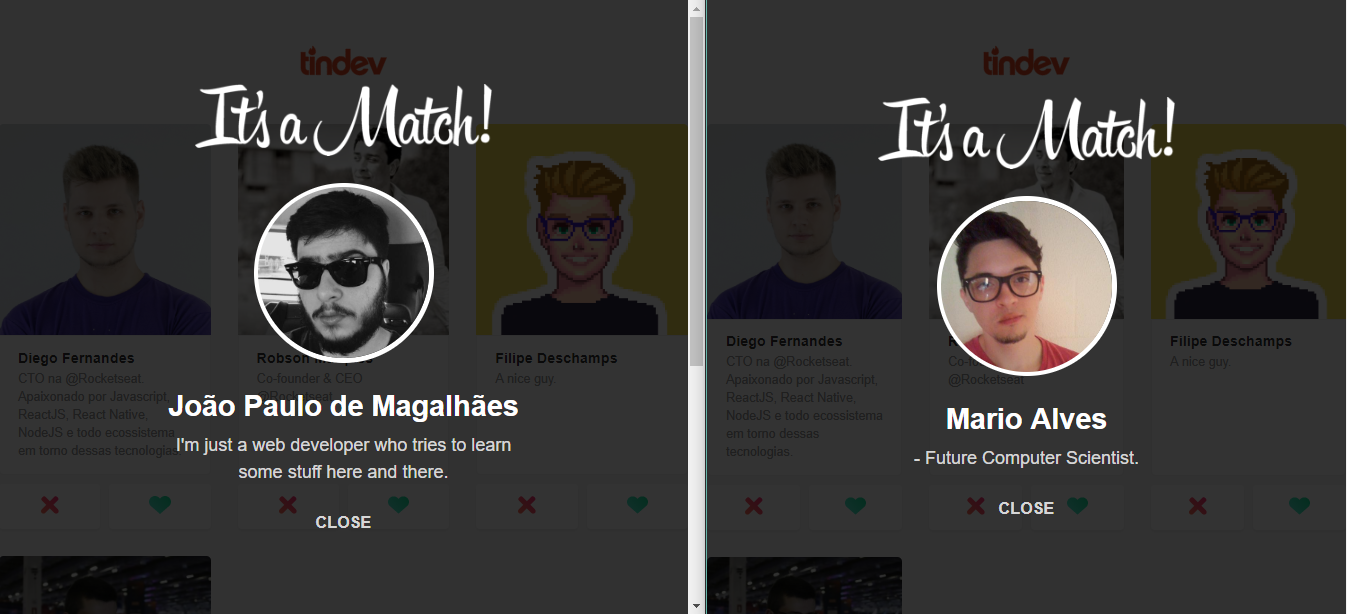 tindev
It's a Match!
Diego Fernandes
CTO na @Rocketseat.
Apaixonado por Javascript,
ReactJS, React Native,
NodeJS e todo ecossistema
em torno dessas tecnologias.
Robson
Co-founder & CEO
@Rocketseat
Filipe Deschamps
A nice guy.
João Paulo de Magalhães
I'm just a web developer who tries to learn
some stuff here and there.
CLOSE
tindev
It's a Match!
Diego Fernandes
CTO na @Rocketseat.
Apaixonado por Javascript,
ReactJS, React Native,
NodeJS e todo ecossistema
em torno dessas
tecnologias.
@Rocketseat
Filipe Deschamps
A nice guy.
Mario Alves
- Future Computer Scientist.
CLOSE